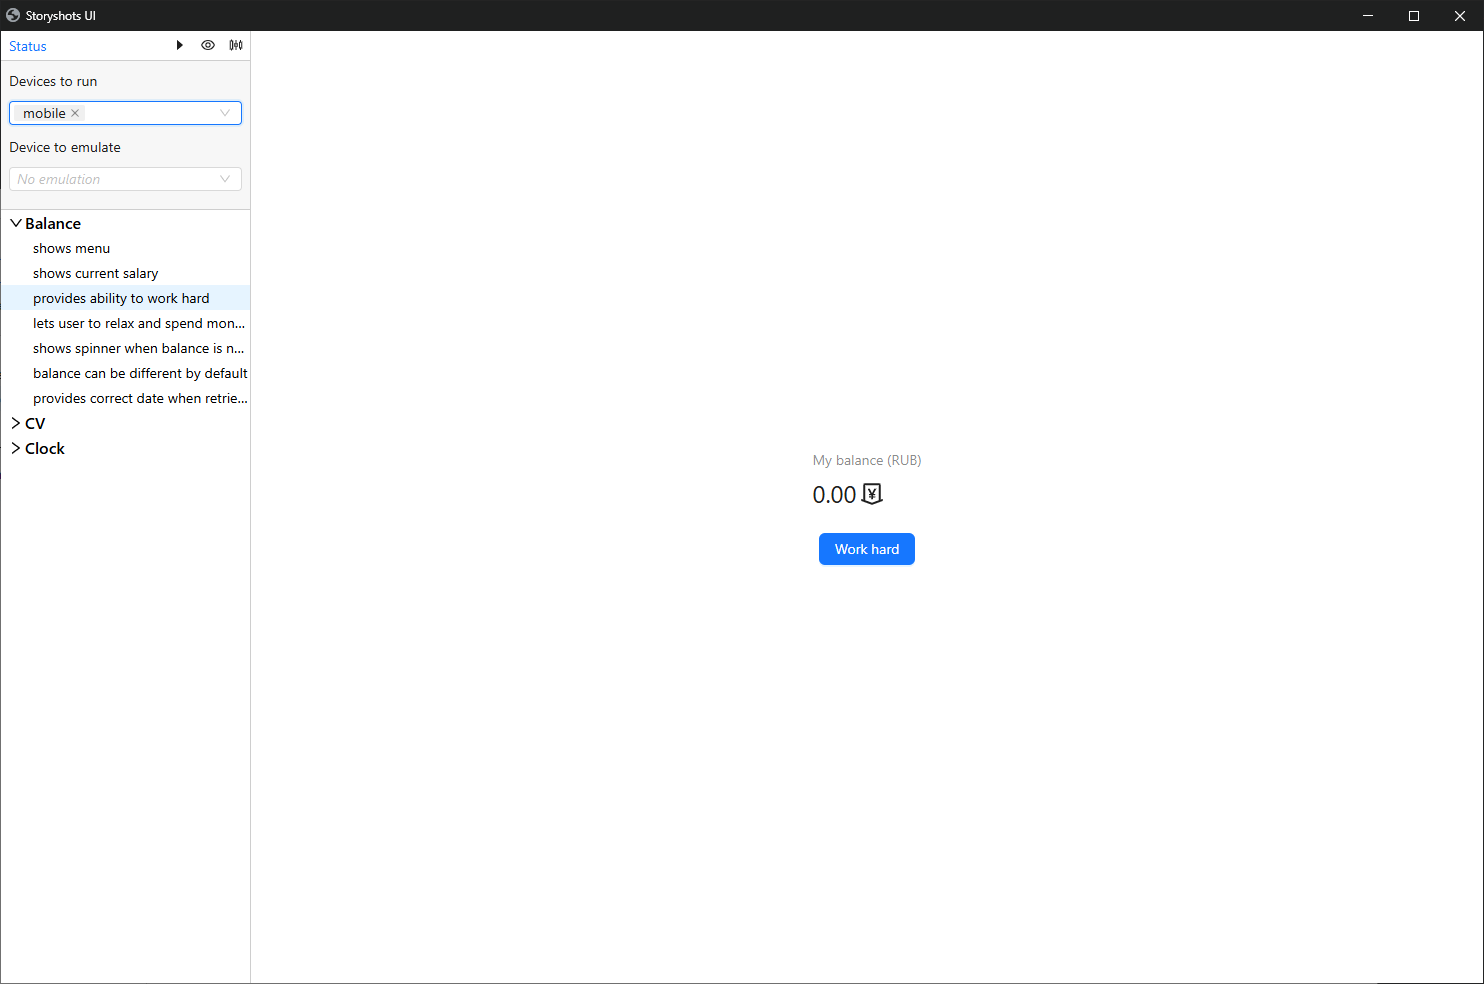 Storyshots UI
Status
Devices to run
mobile
Device to emulate
No emulation
Balance
shows menu
shows current salary
provides ability to work hard
lets user to relax and spend mon...
shows spinner when balance is n...
balance can be different by default
provides correct date when retrie...
CV
Clock
My balance (RUB)
0.00 ¥
Work hard